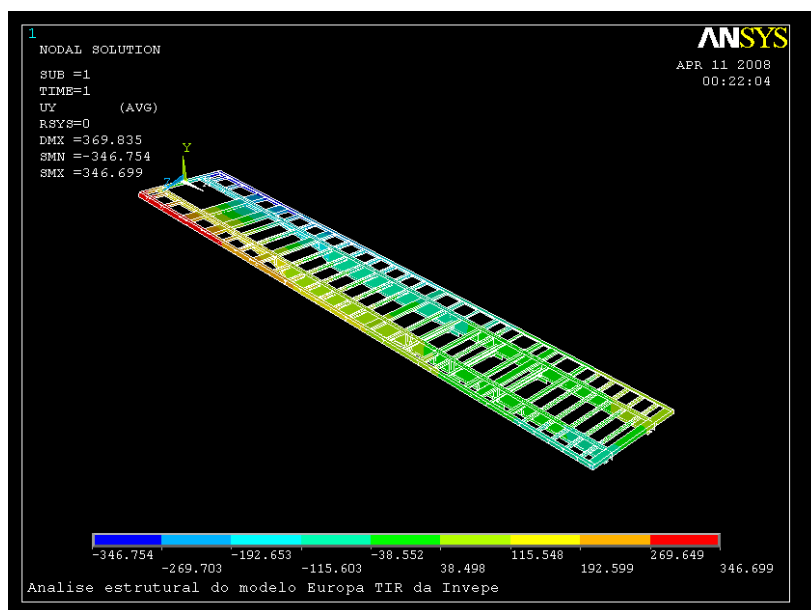 1
NODAL SOLUTION
SUB =1
TIME=1
UY (AVG)
RSYS=0
DMX =369.835
SMN =-346.754
SMX =346.699
ANSYS
APR 11 2008
00:22:04
Y
Z
-346.754 -192.653 -38.552 115.548 269.649
-269.703 -115.603 38.498 192.599 346.699
Analise estrutural do modelo Europa TIR da Invepe